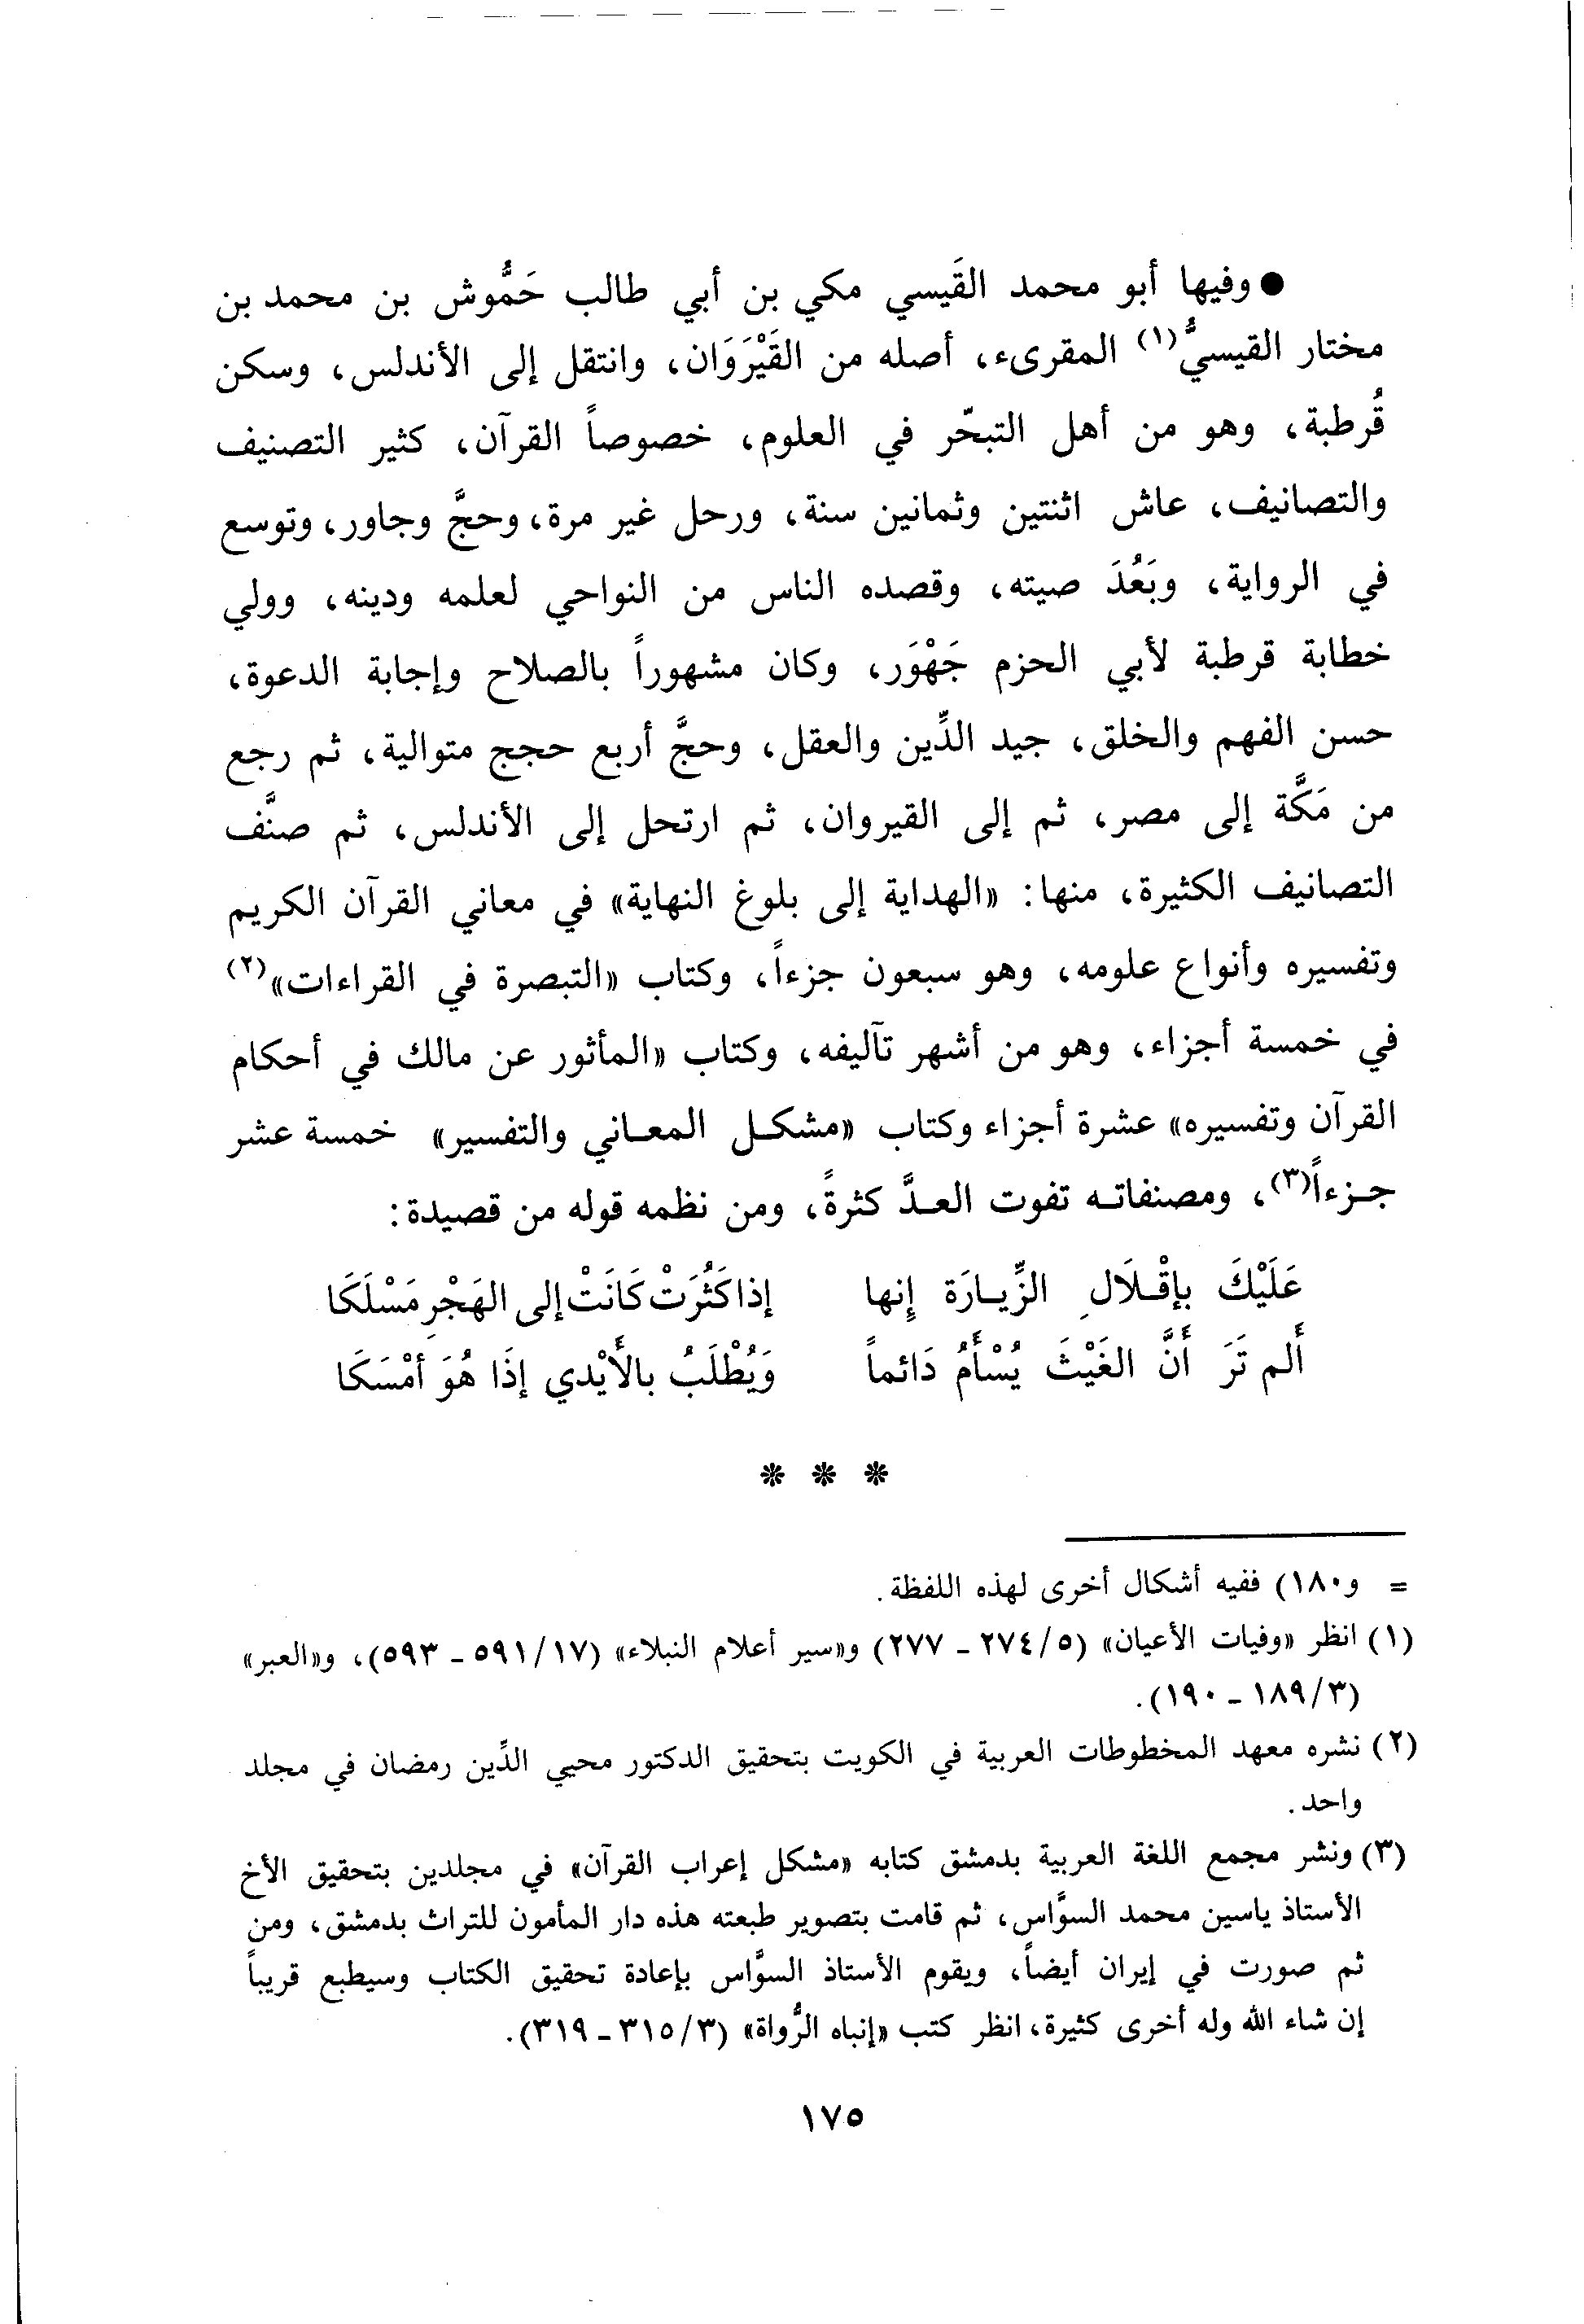 ● وفيها أبو محمد القَيسي مكي بن أبي طالب حَمُّوش بن محمد بن
مختار القيسيُّ(١) المقرىء، أصله من القَيْرَوَان، وانتقل إلى الأندلس، وسكن
قُرطبة، وهو من أهل التبحّر في العلوم، خصوصاً القرآن، كثير التصنيف
والتصانيف، عاش اثنتين وثمانين سنة، ورحل غير مرة، وحجَّ وجاور، وتوسع
في الرواية، وبَعُدَ صيته، وقصده الناس من النواحي لعلمه ودينه، وولي
خطابة قرطبة لأبي الحزم جَهْوَر، وكان مشهوراً بالصلاح وإجابة الدعوة،
حسن الفهم والخلق، جيد الدِّين والعقل، وحجَّ أربع حجج متوالية، ثم رجع
من مَكَّة إلى مصر، ثم إلى القيروان، ثم ارتحل إلى الأندلس، ثم صنَّف
التصانيف الكثيرة، منها: «الهداية إلى بلوغ النهاية» في معاني القرآن الكريم
وتفسيره وأنواع علومه، وهو سبعون جزءاً، وكتاب «التبصرة في القراءات»(٢)
في خمسة أجزاء، وهو من أشهر تآليفه، وكتاب «المأثور عن مالك في أحكام
القرآن وتفسيره» عشرة أجزاء وكتاب «مشكـل المعـاني والتفسير» خمسة عشر
جـزءاً(٣)، ومصنفاتـه تفوت العـدَّ كثرةً، ومن نظمه قوله من قصيدة:
عَلَيْكَ بإقْـلَالِ الزِّيـارَة إنها إذا كَثُرَتْ كَانَتْ إلى الهَجْرِ مَسْلَكَا
أَلم تَرَ أَنَّ الغَيْثَ يُسْأَمُ دَائماً وَيُطْلَبُ بالأَيْدي إذَا هُوَ أمْسَكَا
* * *
= و١٨٠) ففيه أشكال أخرى لهذه اللفظة.
(١) انظر «وفيات الأعيان» (٥/ ٢٧٤ - ٢٧٧) و«سير أعلام النبلاء» (١٧/ ٥٩١ - ٥٩٣)، و«العبر»
(٣/ ١٨٩ - ١٩٠).
(٢) نشره معهد المخطوطات العربية في الكويت بتحقيق الدكتور محيي الدِّين رمضان في مجلد
واحد.
(٣) ونشر مجمع اللغة العربية بدمشق كتابه «مشكل إعراب القرآن» في مجلدين بتحقيق الأخ
الأستاذ ياسين محمد السوَّاس، ثم قامت بتصوير طبعته هذه دار المأمون للتراث بدمشق، ومن
ثم صورت في إيران أيضاً، ويقوم الأستاذ السوَّاس بإعادة تحقيق الكتاب وسيطبع قريباً
إن شاء الله وله أخرى كثيرة، انظر كتب «إنباه الرُّواة» (٣/ ٣١٥ - ٣١٩).
١٧٥